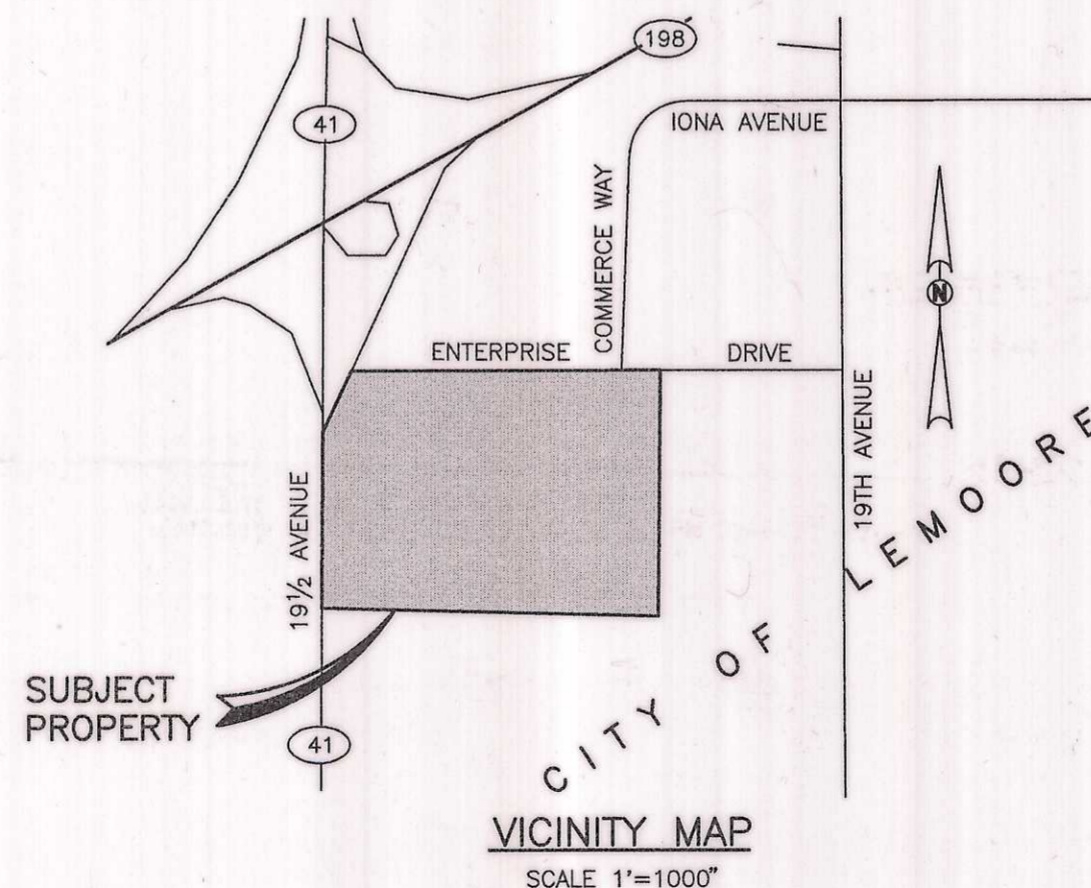 198
41
IONA AVENUE
COMMERCE WAY
N
ENTERPRISE DRIVE
19½ AVENUE
19TH AVENUE
CITY OF LEMOORE
SUBJECT
PROPERTY
41
VICINITY MAP
SCALE 1'=1000"